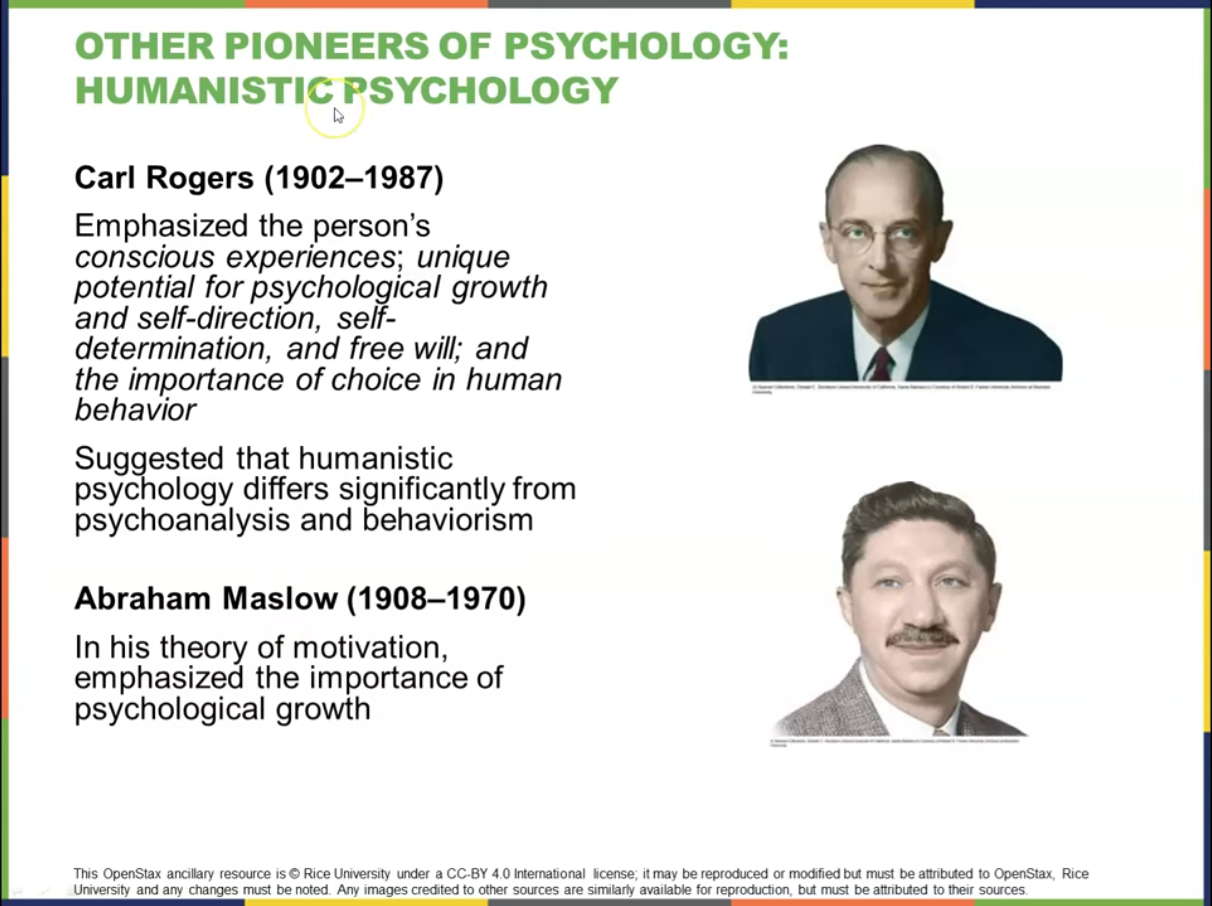 OTHER PIONEERS OF PSYCHOLOGY:
HUMANISTIC PSYCHOLOGY
Carl Rogers (1902–1987)
Emphasized the person’s
conscious experiences; unique
potential for psychological growth
and self-direction, self-
determination, and free will; and
the importance of choice in human
behavior
Suggested that humanistic
psychology differs significantly from
psychoanalysis and behaviorism
Abraham Maslow (1908–1970)
In his theory of motivation,
emphasized the importance of
psychological growth
This OpenStax ancillary resource is © Rice University under a CC-BY 4.0 International license; it may be reproduced or modified but must be attributed to OpenStax, Rice
University and any changes must be noted. Any images credited to other sources are similarly available for reproduction, but must be attributed to their sources.